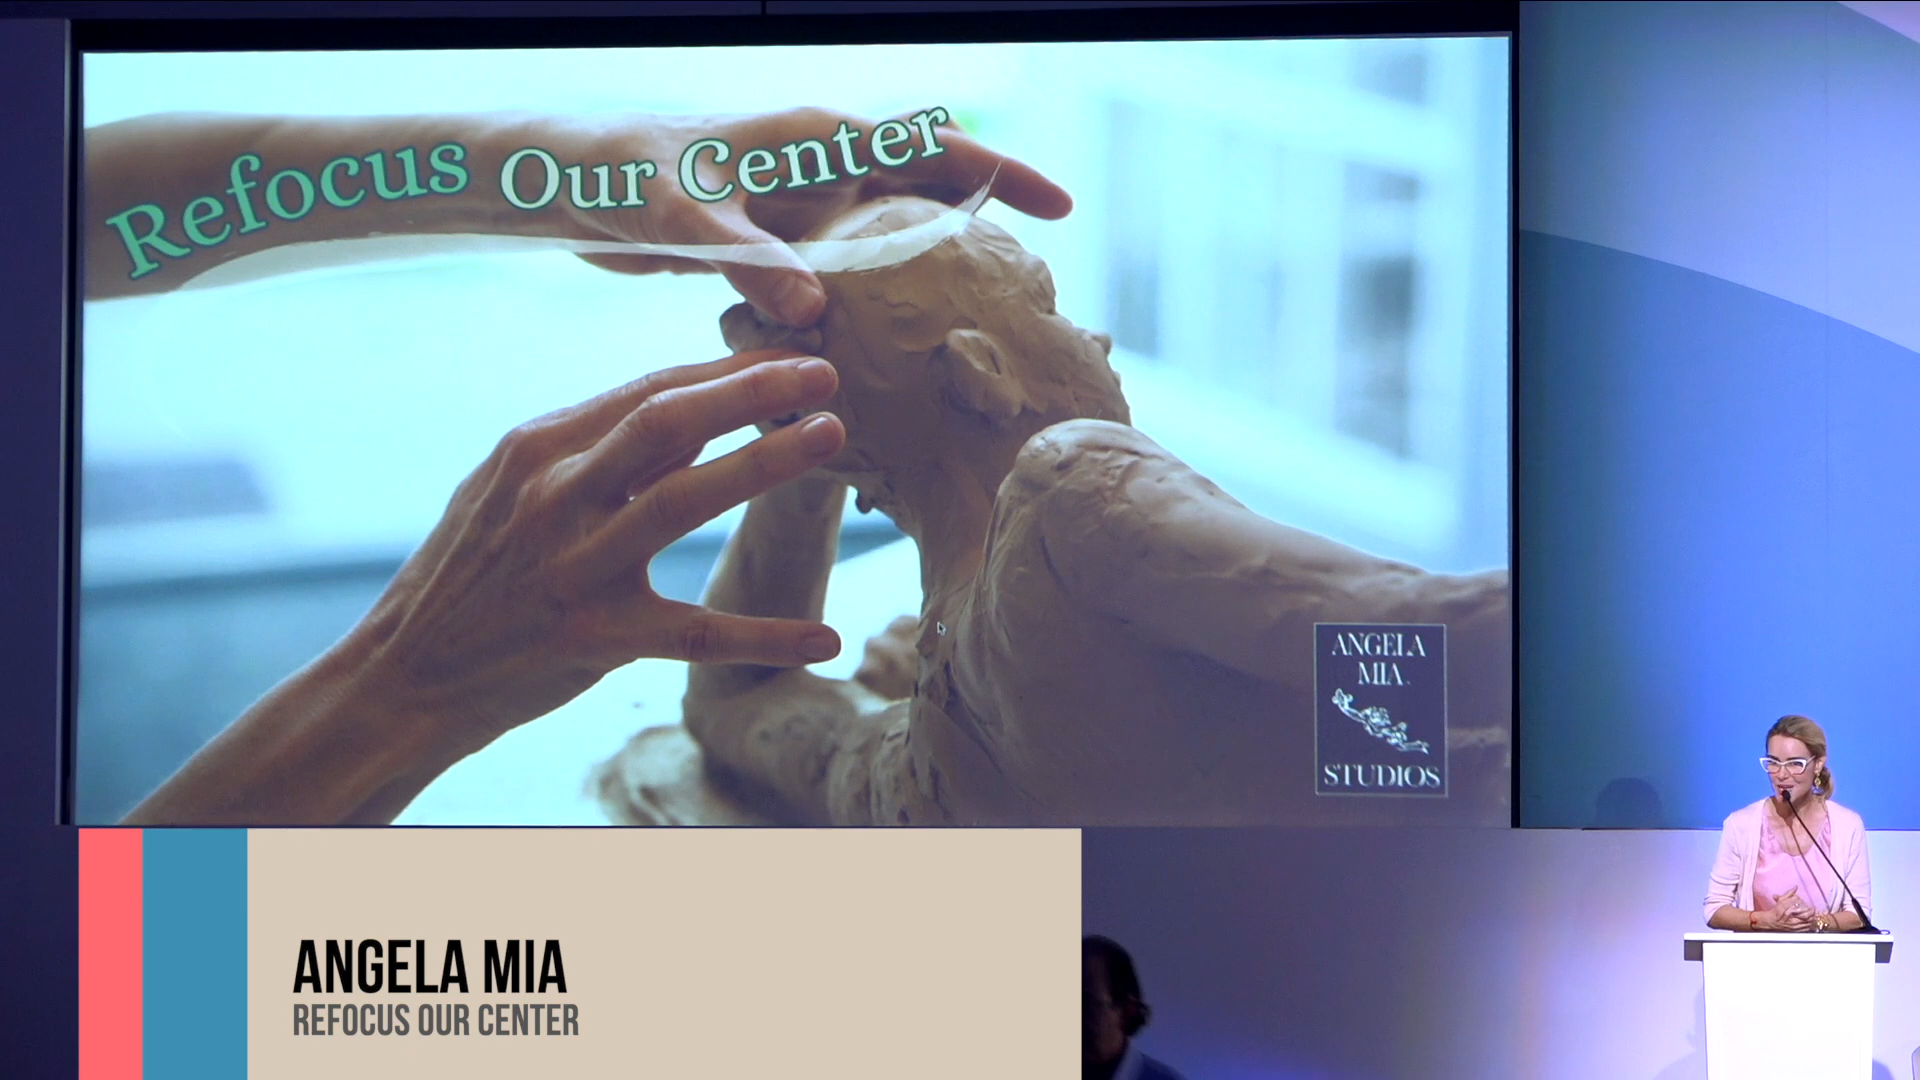 Refocus Our Center
ANGELA
MIA
STUDIOS
ANGELA MIA
REFOCUS OUR CENTER